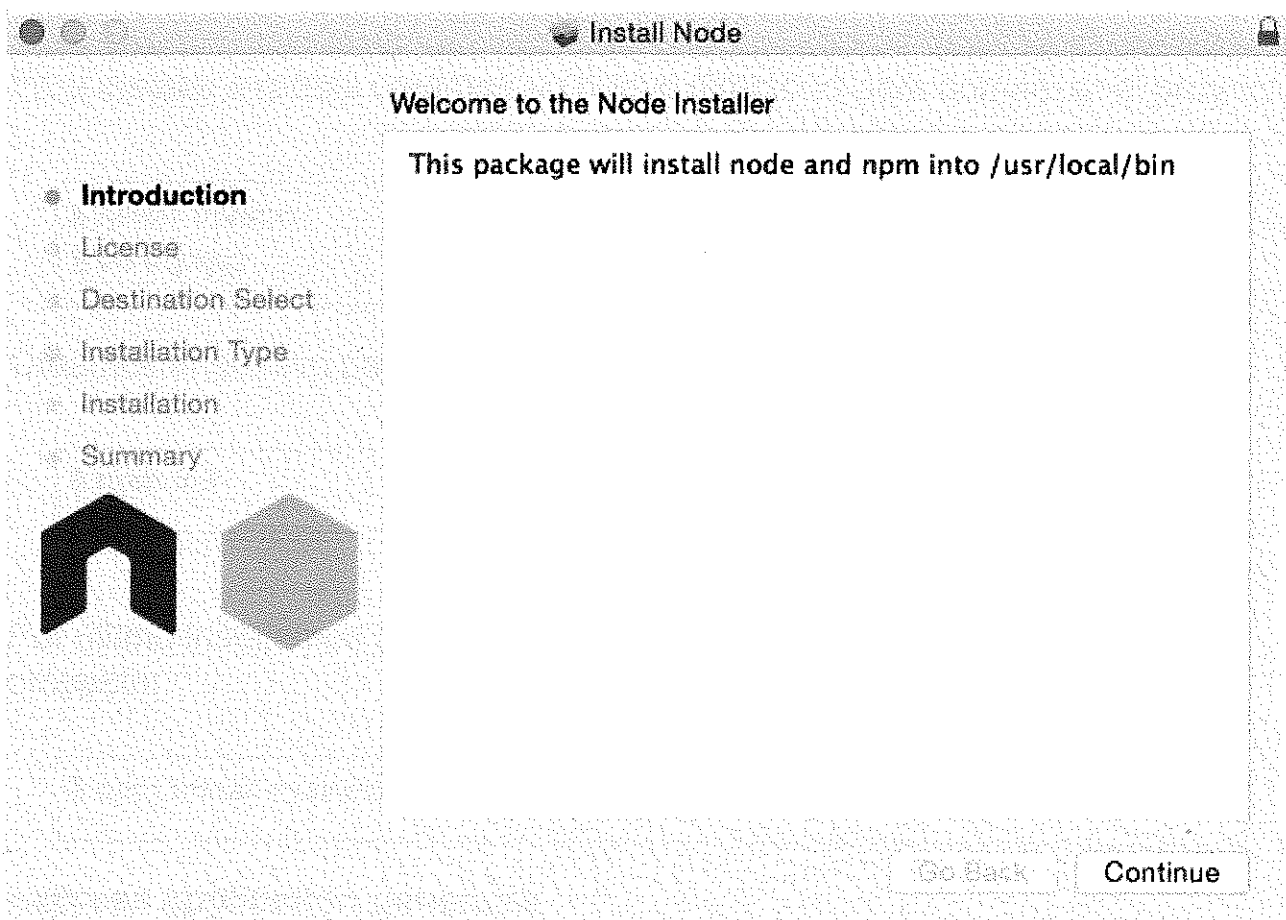 Install Node
Welcome to the Node Installer
This package will install node and npm into /usr/local/bin
Introduction
License
Destination Select
Installation Type
Installation
Summary
Go Back
Continue